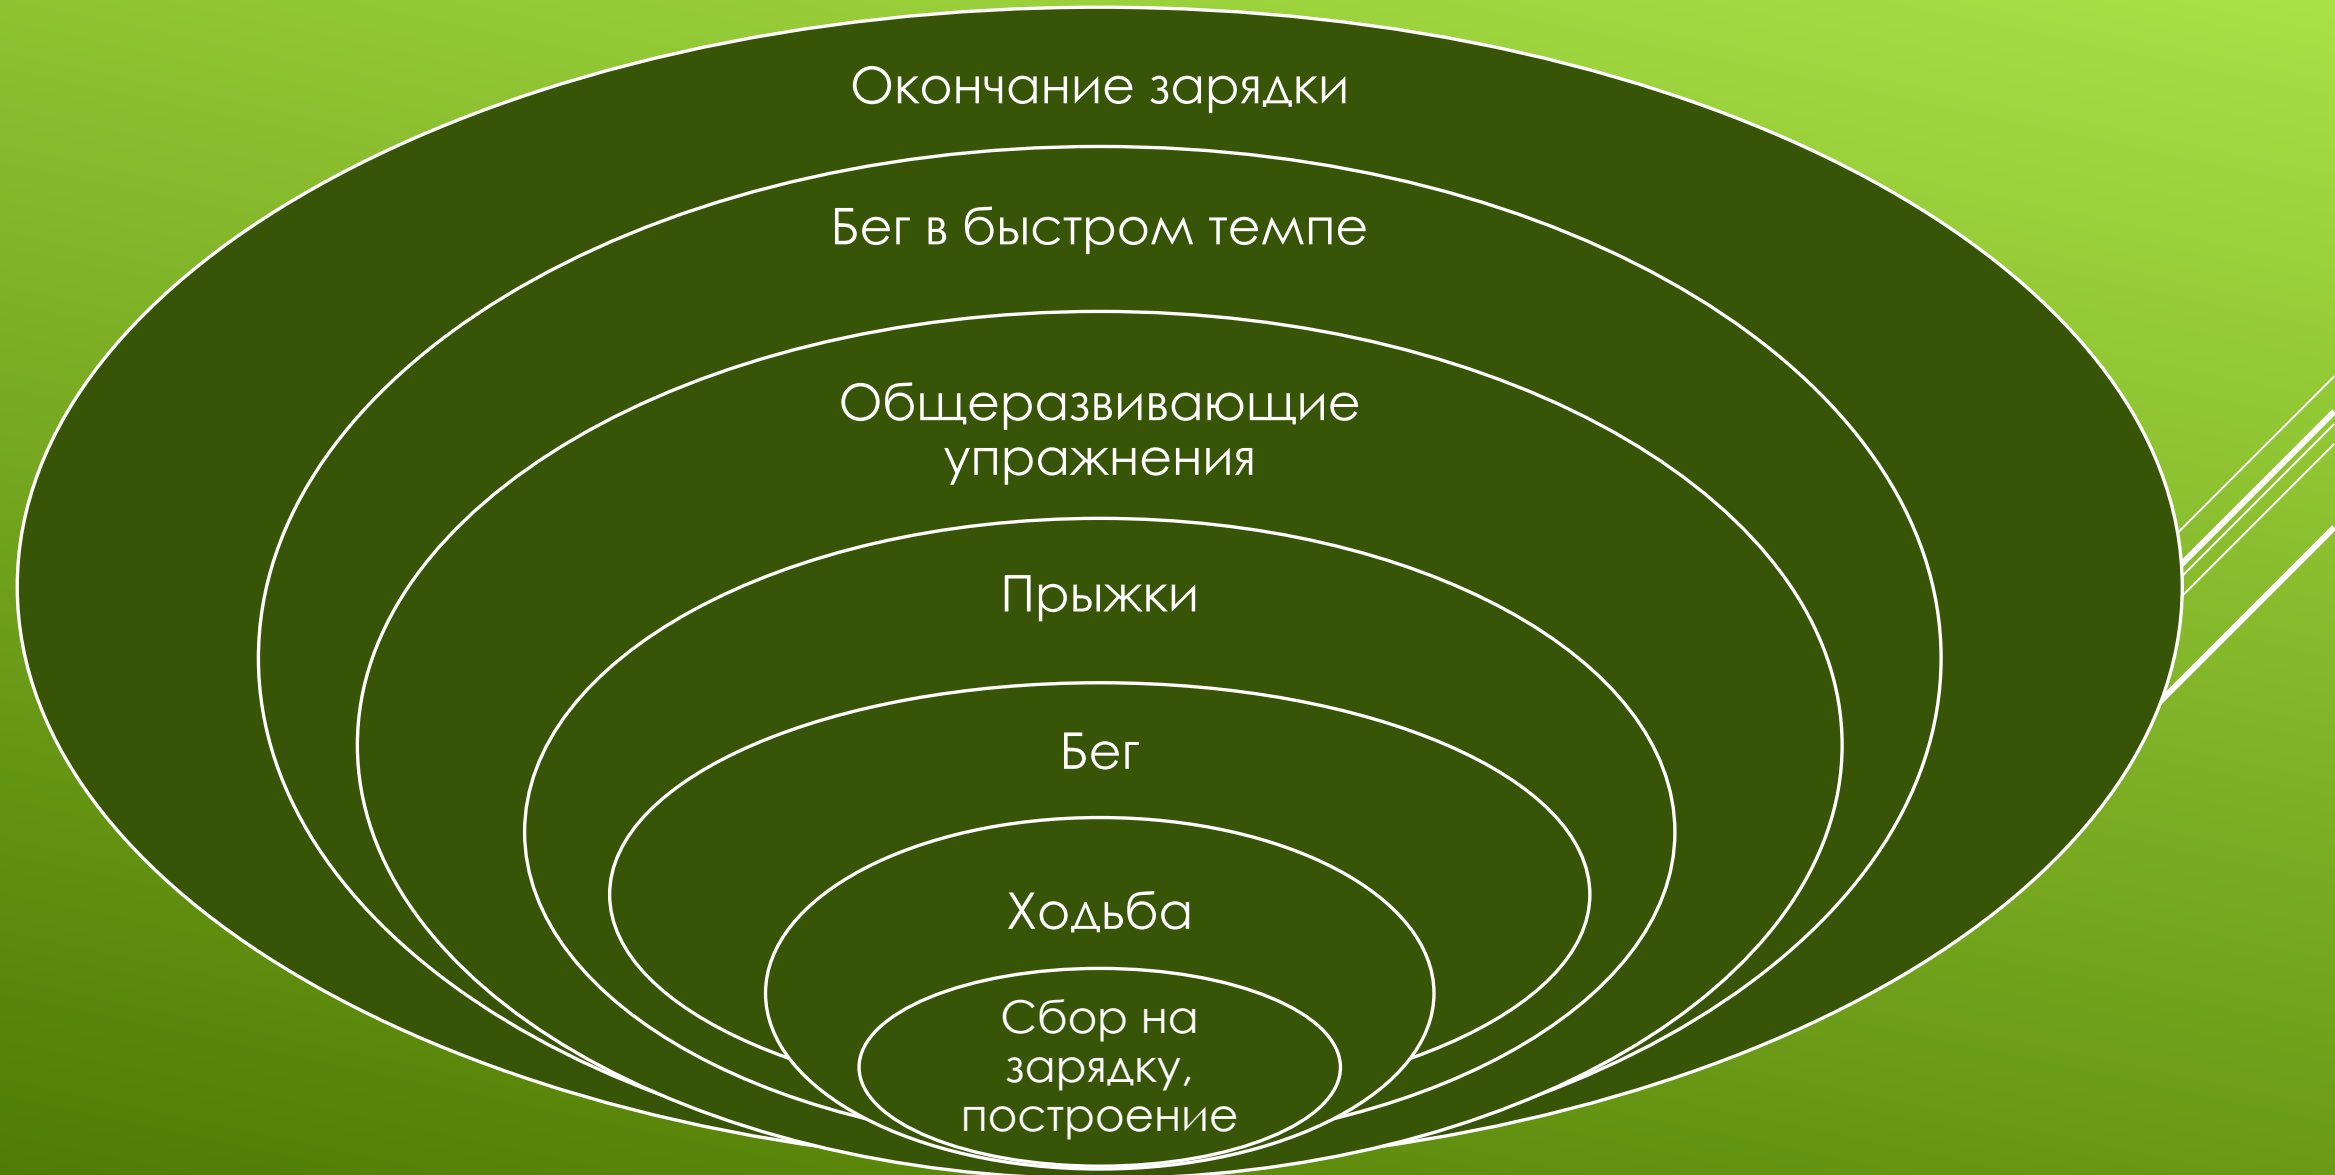 Окончание зарядки
Бег в быстром темпе
Общеразвивающие
упражнения
Прыжки
Бег
Ходьба
Сбор на
зарядку,
построение